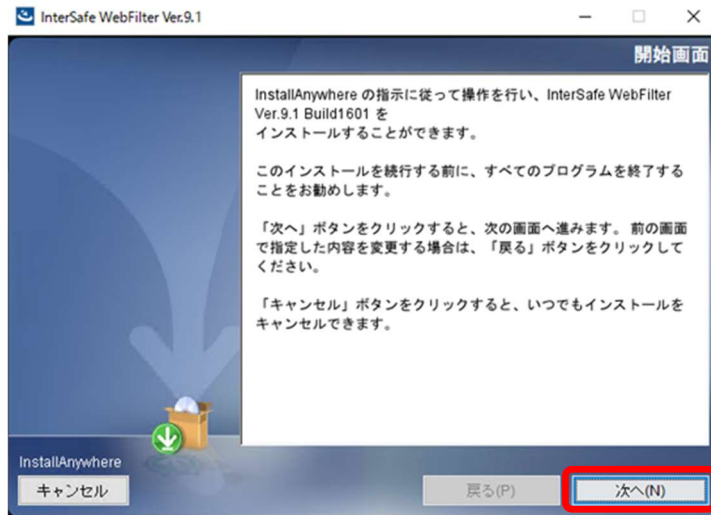 InterSafe WebFilter Ver.9.1
開始画面
InstallAnywhere の指示に従って操作を行い、InterSafe WebFilter
Ver.9.1 Build1601 を
インストールすることができます。
このインストールを続行する前に、すべてのプログラムを終了する
ことをお勧めします。
「次へ」ボタンをクリックすると、次の画面へ進みます。 前の画面
で指定した内容を変更する場合は、「戻る」ボタンをクリックして
ください。
「キャンセル」ボタンをクリックすると、いつでもインストールを
キャンセルできます。
InstallAnywhere
キャンセル
戻る(P)
次へ(N)